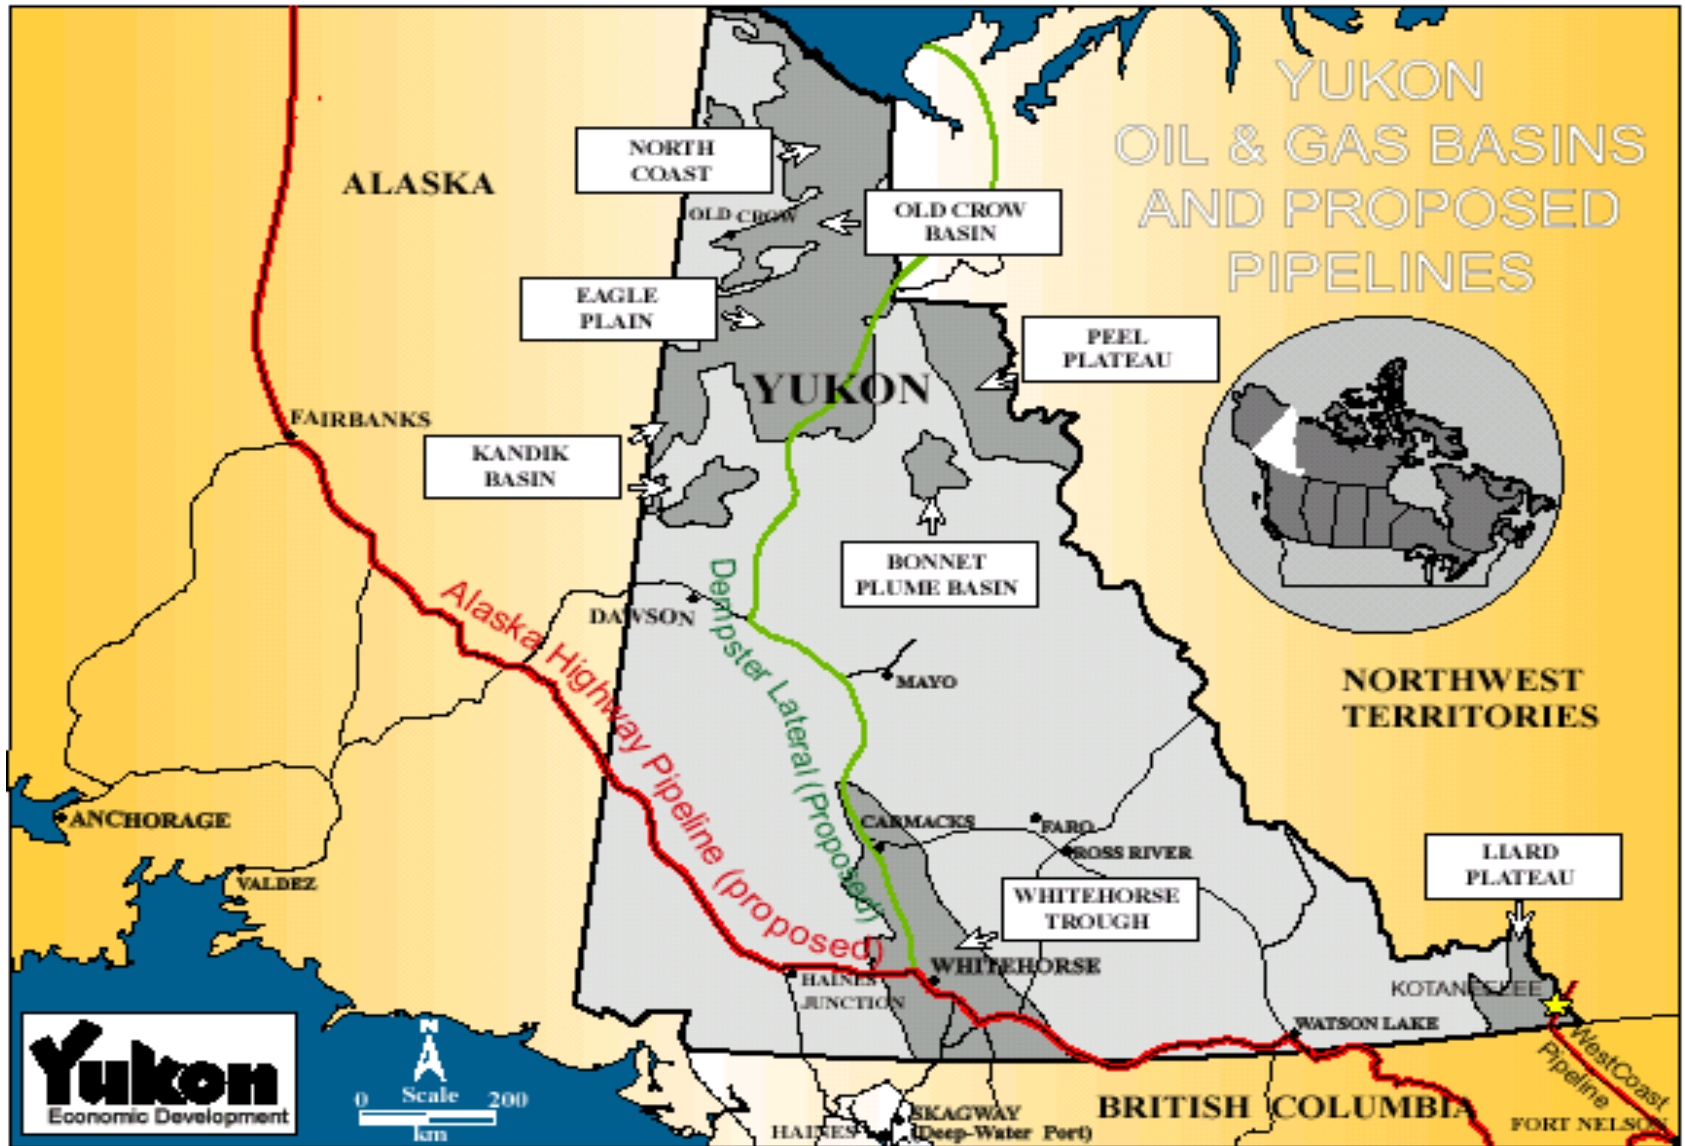 YUKON
OIL & GAS BASINS
AND PROPOSED
PIPELINES
NORTH
COAST
ALASKA
OLD CROW
OLD CROW
BASIN
EAGLE
PLAIN
PEEL
PLATEAU
YUKON
FAIRBANKS
KANDIK
BASIN
BONNET
PLUME BASIN
DAWSON
Alaska Highway Pipeline (proposed)
Dempster Lateral (Proposed)
MAYO
NORTHWEST
TERRITORIES
ANCHORAGE
CARMACKS
FARO
ROSS RIVER
VALDEZ
LIARD
PLATEAU
WHITEHORSE
TROUGH
WHITEHORSE
HAINES
JUNCTION
KOTANEELEE
WATSON LAKE
WestCoast
Pipeline
Yukon
Economic Development
N
0 Scale 200
km
BRITISH COLUMBIA
SKAGWAY
(Deep-Water Port)
HAINES
FORT NELSON